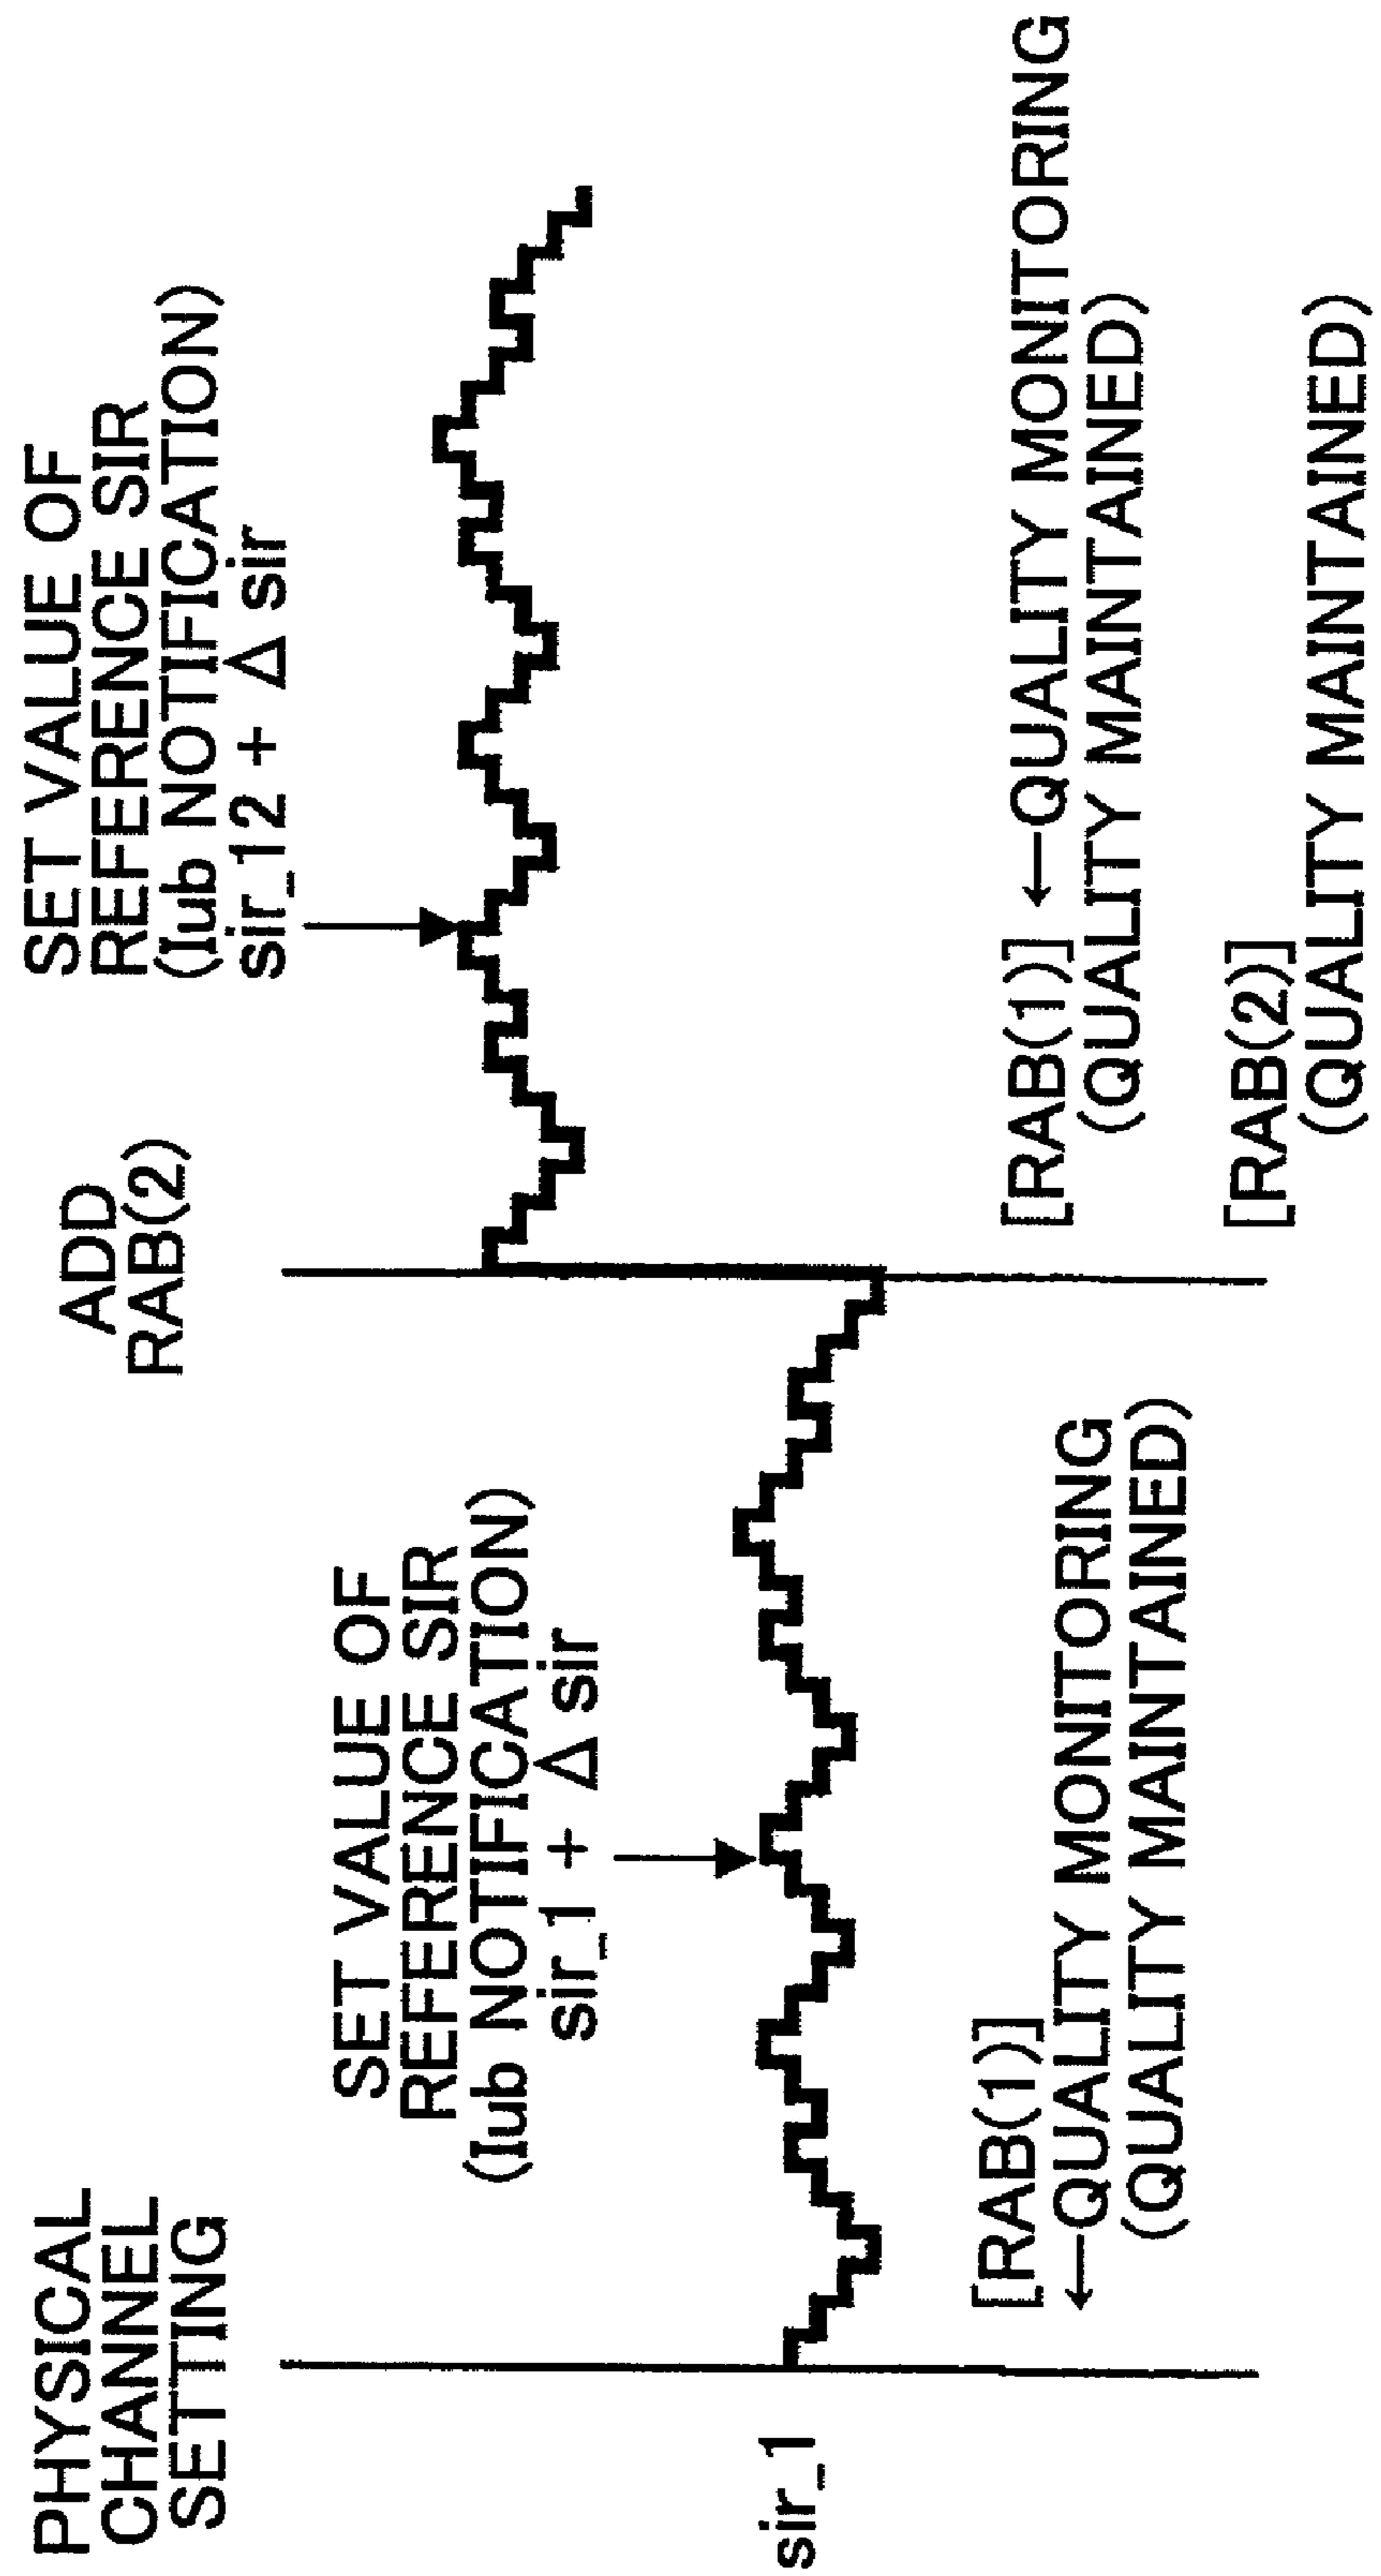 PHYSICAL
CHANNEL
SETTING
ADD
RAB(2)
SET VALUE OF
REFERENCE SIR
(Iub NOTIFICATION)
sir_12 + Δ sir
SET VALUE OF
REFERENCE SIR
(Iub NOTIFICATION)
sir_1 + Δ sir
sir_1
[RAB(1)]
←QUALITY MONITORING
(QUALITY MAINTAINED)
[RAB(1)] ←QUALITY MONITORING
(QUALITY MAINTAINED)
[RAB(2)]
(QUALITY MAINTAINED)